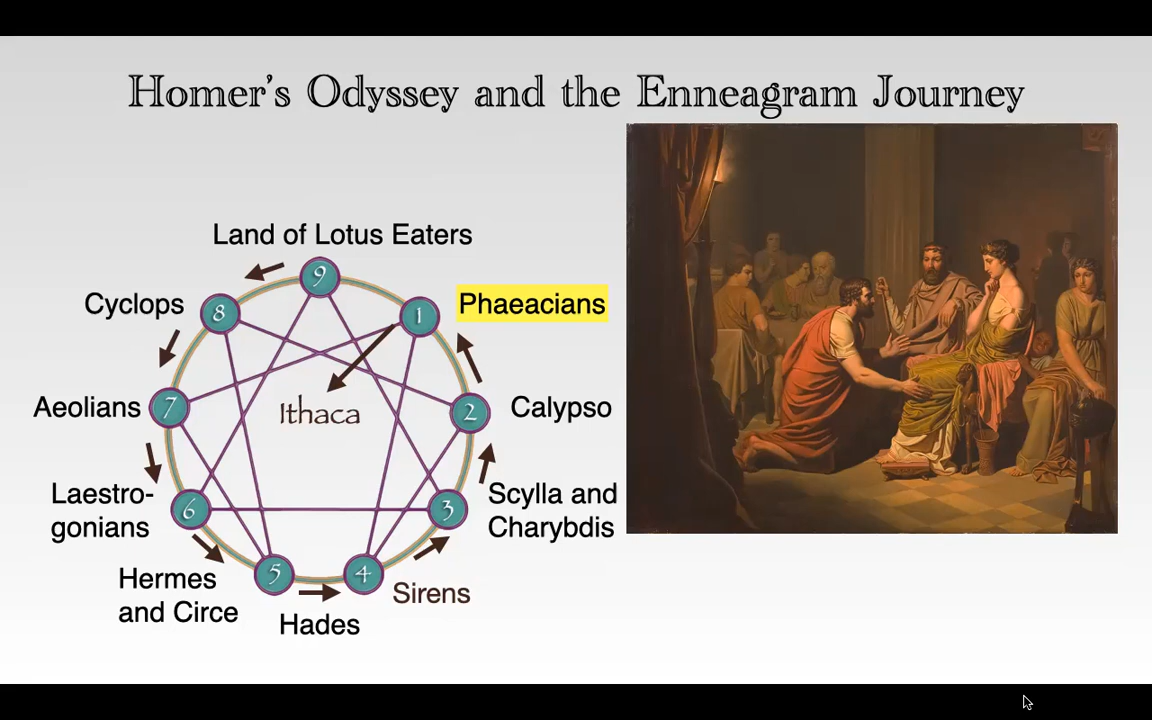 Homer's Odyssey and the Enneagram Journey
Land of Lotus Eaters
9
Cyclops
8
1
Phaeacians
Aeolians
7
Ithaca
2
Calypso
Laestro-
gonians
6
3
Scylla and
Charybdis
Hermes
and Circe
5
4
Sirens
Hades